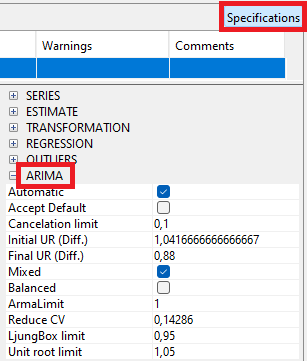 Specifications
Warnings Comments
SERIES
ESTIMATE
TRANSFORMATION
REGRESSION
OUTLIERS
ARIMA
Automatic
Accept Default
Cancelation limit 0,1
Initial UR (Diff.) 1,0416666666666667
Final UR (Diff.) 0,88
Mixed
Balanced
ArmaLimit 1
Reduce CV 0,14286
LjungBox limit 0,95
Unit root limit 1,05